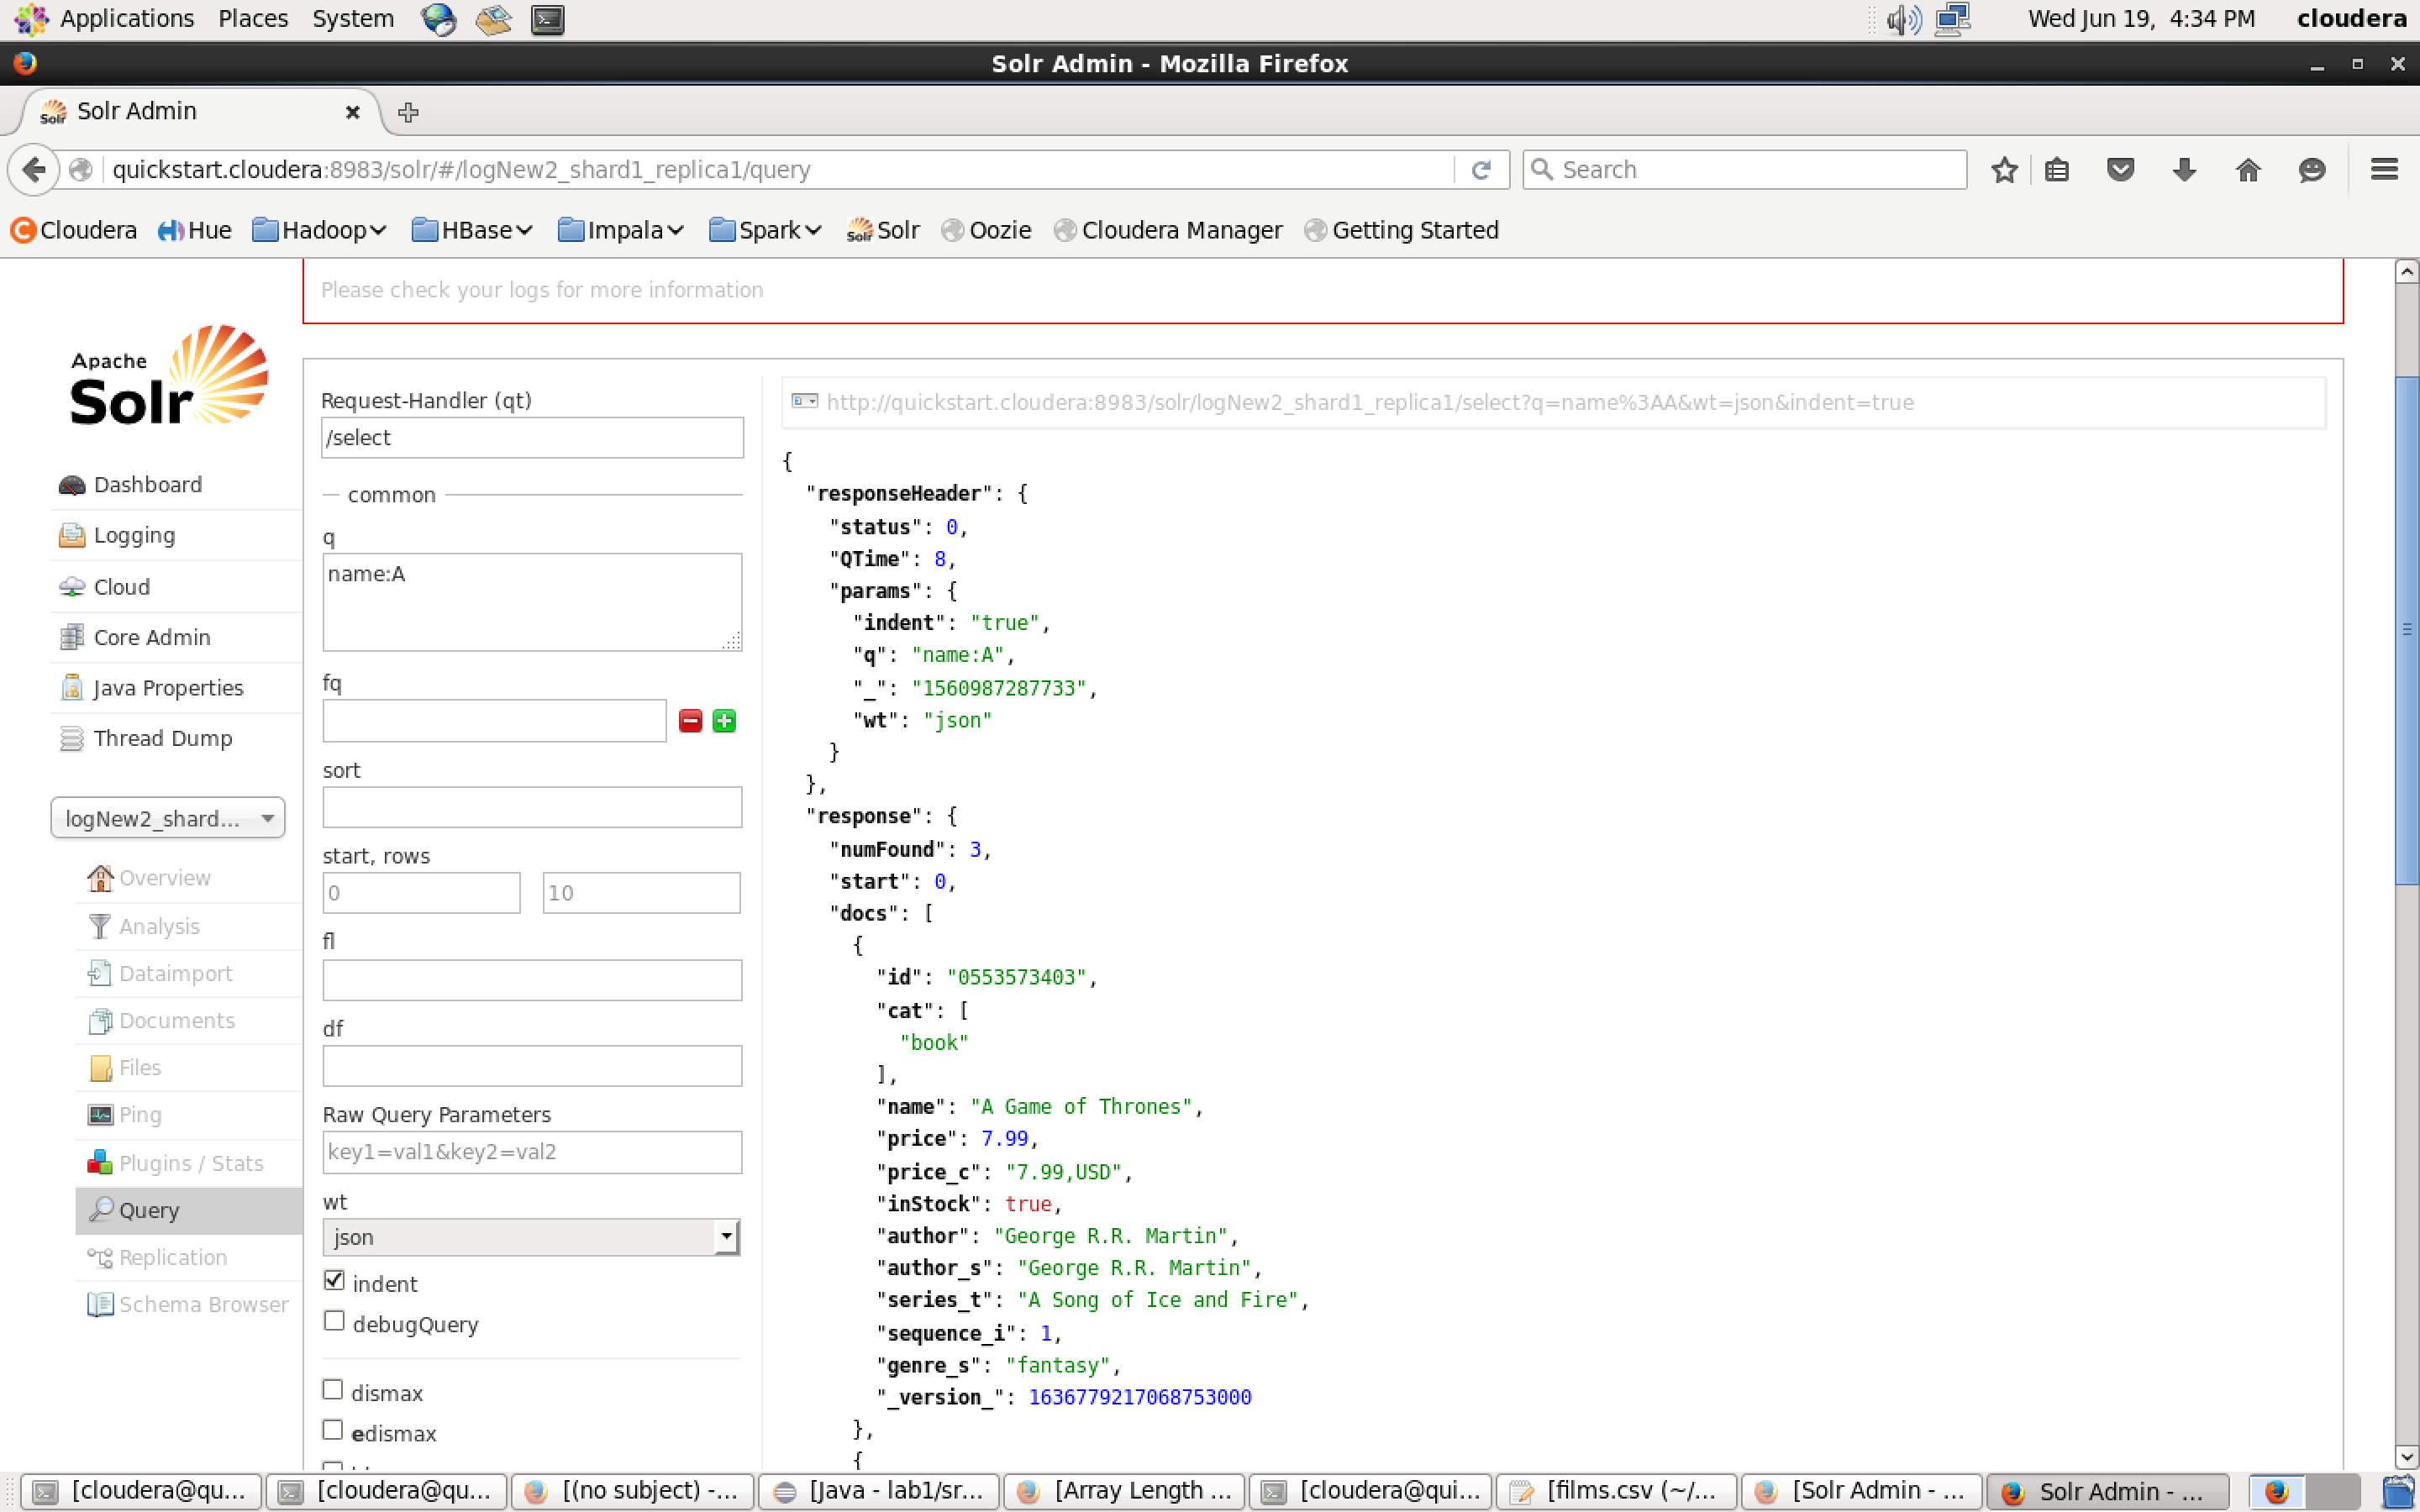 Applications Places System Wed Jun 19, 4:34 PM cloudera
Solr Admin - Mozilla Firefox
Solr Solr Admin
quickstart.cloudera:8983/solr/#/logNew2_shard1_replica1/query Search
Cloudera Hue Hadoop HBase Impala Spark Solr Solr Oozie Cloudera Manager Getting Started
Please check your logs for more information
Apache
Solr
Dashboard
Logging
Cloud
Core Admin
Java Properties
Thread Dump
logNew2_shard...
Overview
Analysis
Dataimport
Documents
Files
Ping
Plugins / Stats
Query
Replication
Schema Browser
Request-Handler (qt)
/select
common
q
name:A
fq
sort
start, rows
0 10
fl
df
Raw Query Parameters
key1=val1&key2=val2
wt
json
indent
debugQuery
dismax
edismax
http://quickstart.cloudera:8983/solr/logNew2_shard1_replica1/select?q=name%3AA&wt=json&indent=true
{
"responseHeader": {
"status": 0,
"QTime": 8,
"params": {
"indent": "true",
"q": "name:A",
"_": "1560987287733",
"wt": "json"
}
},
"response": {
"numFound": 3,
"start": 0,
"docs": [
{
"id": "0553573403",
"cat": [
"book"
],
"name": "A Game of Thrones",
"price": 7.99,
"price_c": "7.99,USD",
"inStock": true,
"author": "George R.R. Martin",
"author_s": "George R.R. Martin",
"series_t": "A Song of Ice and Fire",
"sequence_i": 1,
"genre_s": "fantasy",
"_version_": 1636779217068753000
},
{
[cloudera@qu... [cloudera@qu... [(no subject) -... [Java - lab1/sr... [Array Length ... [cloudera@qui... [films.csv (~/... [Solr Admin - ... Solr Admin - ...